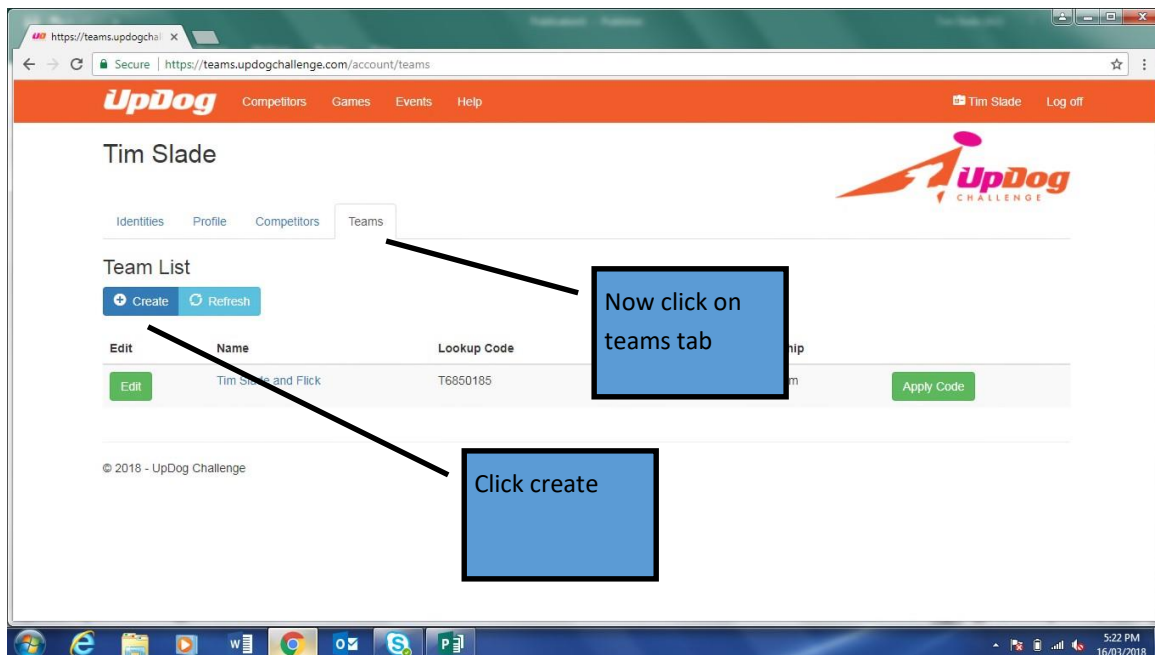 https://teams.updogchal
Secure | https://teams.updogchallenge.com/account/teams
UpDog Competitors Games Events Help Tim Slade Log off
Tim Slade
UpDog
CHALLENGE
Identities Profile Competitors Teams
Team List
Create Refresh
Now click on
teams tab
Edit Name Lookup Code hip
Edit Tim Slade and Flick T6850185 m Apply Code
© 2018 - UpDog Challenge
Click create
5:22 PM
16/03/2018